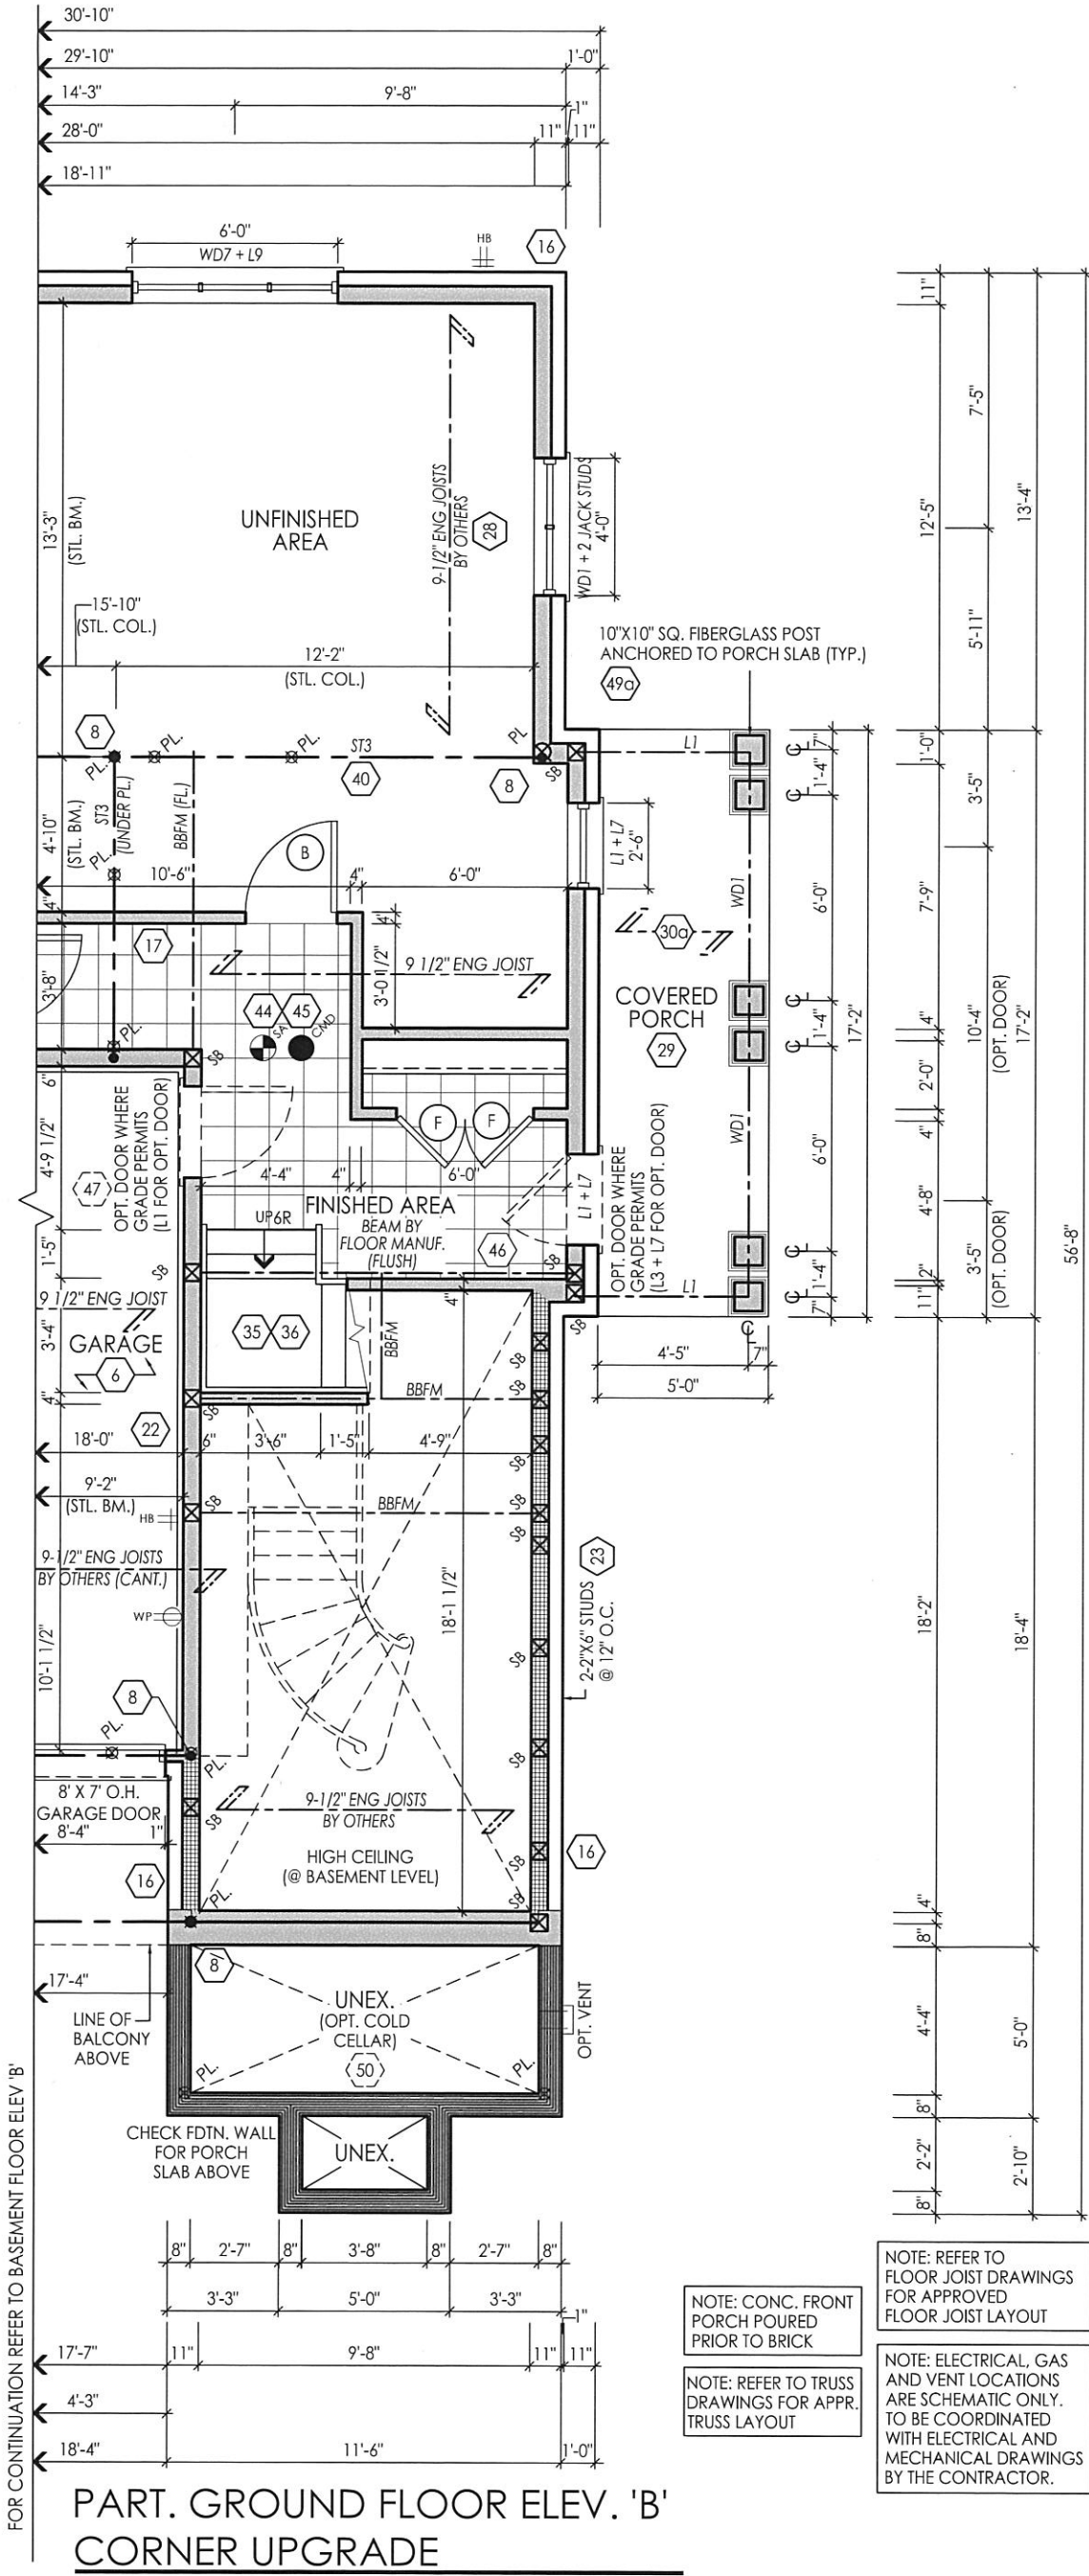 30'-10"
29'-10"
1'-0"
14'-3"
9'-8"
1"
28'-0"
11"
11"
18'-11"
6'-0"
WD7 + L9
HB
16
11"
7'-5"
13'-3"
(STL. BM.)
UNFINISHED
AREA
9-1/2" ENG JOISTS
BY OTHERS
28
WD1 + 2 JACK STUDS
4'-0"
12'-5"
13'-4"
15'-10"
(STL. COL.)
12'-2"
(STL. COL.)
10"X10" SQ. FIBERGLASS POST
ANCHORED TO PORCH SLAB (TYP.)
49a
5'-11"
8
PL.
PL.
PL.
ST3
40
PL
8
SB
L1
7"
1'-4"
1'-0"
3'-5"
4'-10"
(STL. BM.)
ST3
(UNDER PL.)
BBFM (FL.)
PL.
B
L1 + L7
2'-6"
WD1
6'-0"
17'-2"
7'-9"
10'-6"
4"
6'-0"
4"
4"
17
3'-8"
9 1/2" ENG JOIST
3'-0 1/2"
30a
44
45
SA
CMD
COVERED
PORCH
29
1'-4"
4"
10'-4"
(OPT. DOOR)
17'-2"
PL.
SB
6"
2'-0"
4"
F
F
WD1
6'-0"
4'-9 1/2"
47
OPT. DOOR WHERE
GRADE PERMITS
(L1 FOR OPT. DOOR)
4'-4"
4"
6'-0"
L1 + L7
OPT. DOOR WHERE
GRADE PERMITS
(L3 + L7 FOR OPT. DOOR)
4'-8"
FINISHED AREA
UP6R
BEAM BY
FLOOR MANUF.
(FLUSH)
46
SB
SB
1'-5"
1'-4"
7"
2"
11"
3'-5"
(OPT. DOOR)
56'-8"
9 1/2" ENG JOIST
GARAGE
6
3'-4"
35
36
4"
BBFM
L1
SB
4'-5"
7"
5'-0"
4"
BBFM
SB
SB
22
SB
18'-0"
6"
3'-6"
1'-5"
4'-9"
SB
9'-2"
(STL. BM.)
HB
SB
BBFM
SB
SB
9-1/2" ENG JOISTS
BY OTHERS (CANT.)
WP
18'-1 1/2"
2-2"X6" STUDS
@ 12" O.C.
23
18'-2"
18'-4"
10'-1 1/2"
SB
8
PL.
PL.
SB
8' X 7' O.H.
GARAGE DOOR
8'-4"
1"
SB
9-1/2" ENG JOISTS
BY OTHERS
HIGH CEILING
(@ BASEMENT LEVEL)
SB
SB
16
16
PL.
4"
8"
17'-4"
8
LINE OF
BALCONY
ABOVE
UNEX.
(OPT. COLD
CELLAR)
50
PL.
PL.
OPT. VENT
4'-4"
5'-0"
8"
CHECK FDTN. WALL
FOR PORCH
SLAB ABOVE
UNEX.
2'-2"
2'-10"
8"
8"
2'-7"
8"
3'-8"
8"
2'-7"
8"
3'-3"
5'-0"
3'-3"
1"
17'-7"
11"
9'-8"
11"
11"
4'-3"
18'-4"
11'-6"
1'-0"
NOTE: CONC. FRONT
PORCH POURED
PRIOR TO BRICK
NOTE: REFER TO TRUSS
DRAWINGS FOR APPR.
TRUSS LAYOUT
NOTE: REFER TO
FLOOR JOIST DRAWINGS
FOR APPROVED
FLOOR JOIST LAYOUT
NOTE: ELECTRICAL, GAS
AND VENT LOCATIONS
ARE SCHEMATIC ONLY.
TO BE COORDINATED
WITH ELECTRICAL AND
MECHANICAL DRAWINGS
BY THE CONTRACTOR.
FOR CONTINUATION REFER TO BASEMENT FLOOR ELEV 'B'
PART. GROUND FLOOR ELEV. 'B'
CORNER UPGRADE